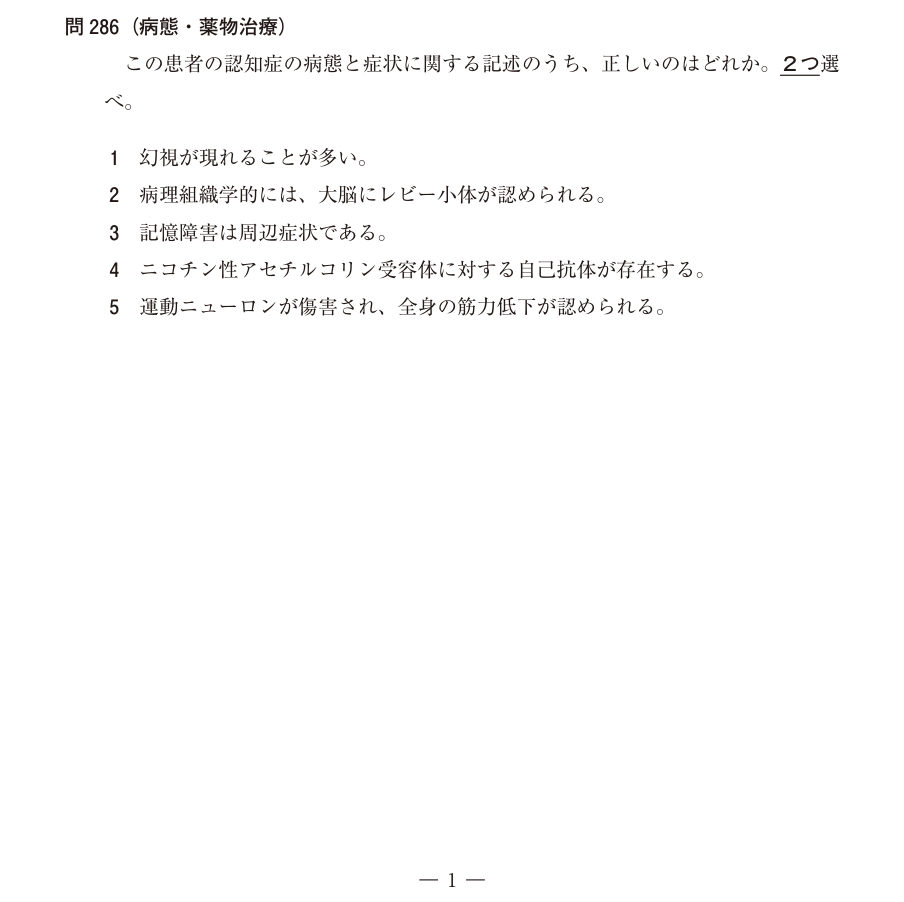 問 286（病態・薬物治療）
この患者の認知症の病態と症状に関する記述のうち、正しいのはどれか。２つ選
べ。
1　幻視が現れることが多い。
2　病理組織学的には、大脳にレビー小体が認められる。
3　記憶障害は周辺症状である。
4　ニコチン性アセチルコリン受容体に対する自己抗体が存在する。
5　運動ニューロンが傷害され、全身の筋力低下が認められる。
― 1 ―